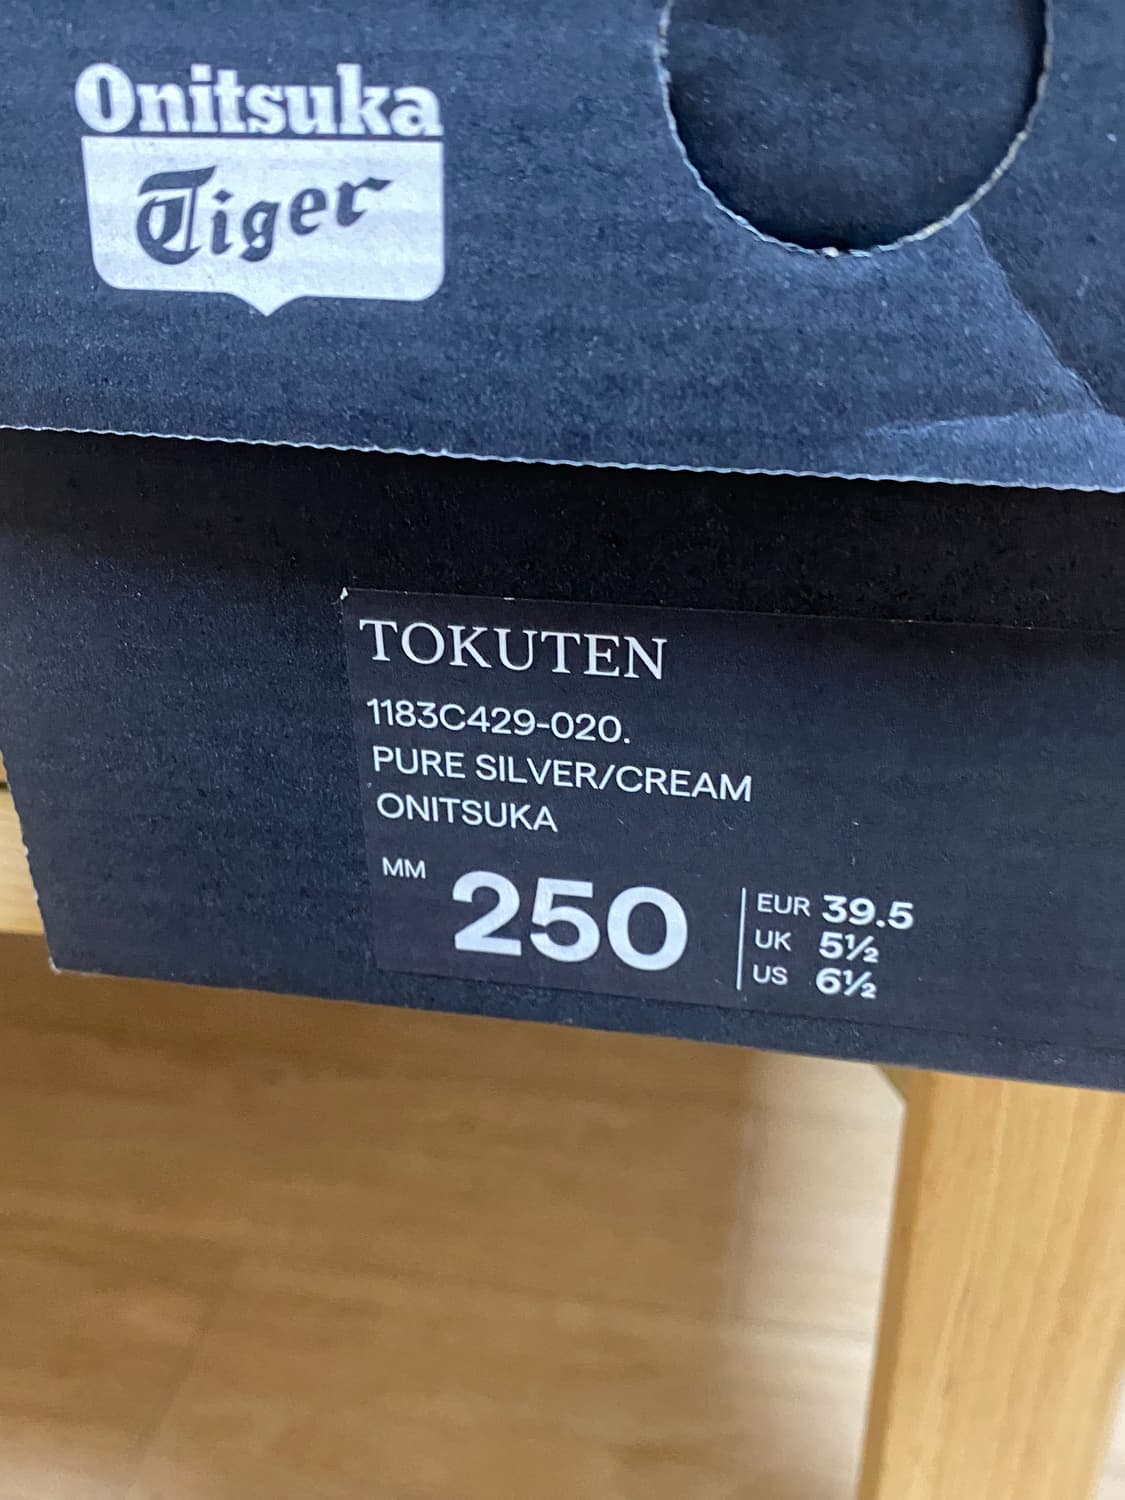 Onitsuka
Tiger
TOKUTEN
1183C429-020.
PURE SILVER/CREAM
ONITSUKA
MM 250
EUR 39.5
UK 5½
US 6½